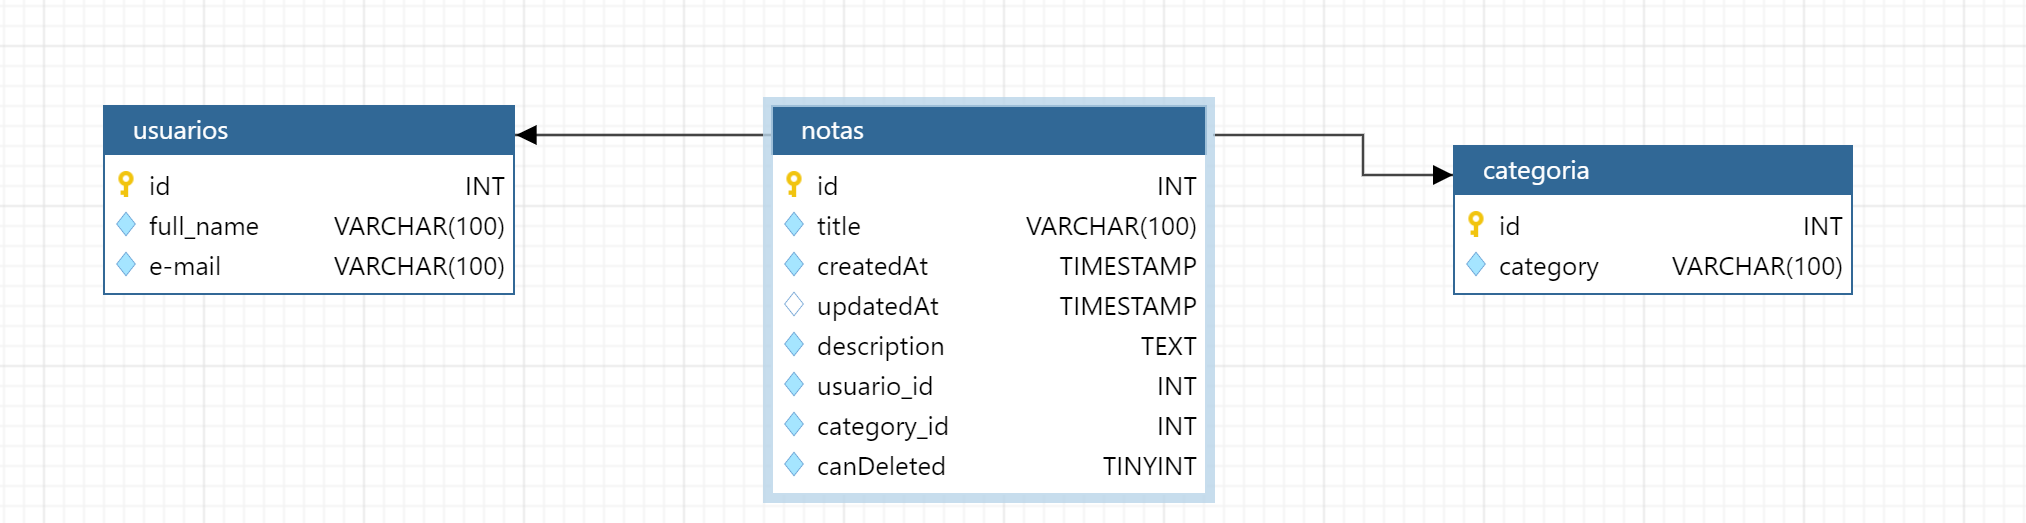 usuarios
id INT
full_name VARCHAR(100)
e-mail VARCHAR(100)
notas
id INT
title VARCHAR(100)
createdAt TIMESTAMP
updatedAt TIMESTAMP
description TEXT
usuario_id INT
category_id INT
canDeleted TINYINT
categoria
id INT
category VARCHAR(100)